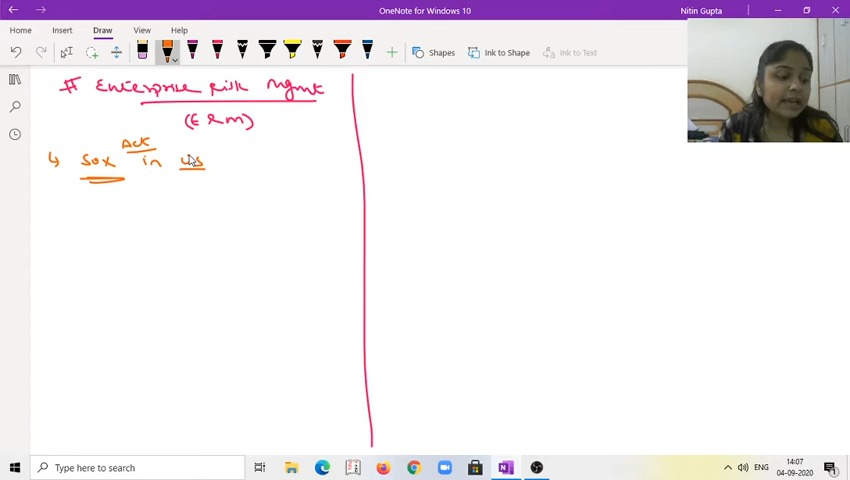 OneNote for Windows 10
Nitin Gupta
Home Insert Draw View Help
Shapes Ink to Shape Ink to Text
# Enterprise Risk Mgmt
(ERM)
↳ SOX Act in US
Type here to search
ENG
14:07
04-09-2020